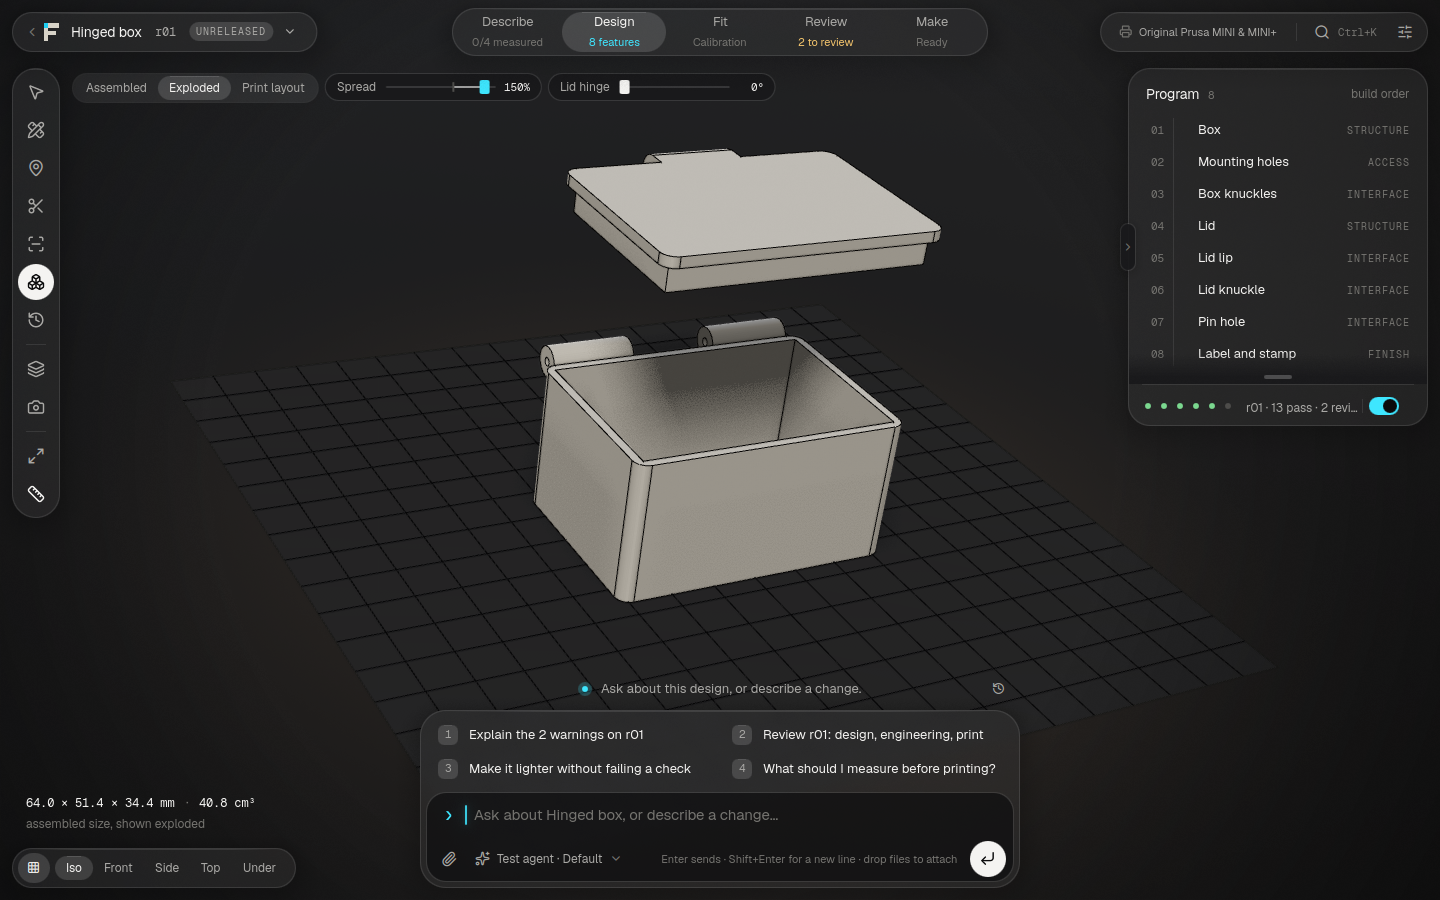 Hinged box r01 UNRELEASED
Describe
0/4 measured
Design
8 features
Fit
Calibration
Review
2 to review
Make
Ready
Original Prusa MINI & MINI+
Ctrl+K
Assembled Exploded Print layout
Spread 150%
Lid hinge 0°
Program 8 build order
01 Box STRUCTURE
02 Mounting holes ACCESS
03 Box knuckles INTERFACE
04 Lid STRUCTURE
05 Lid lip INTERFACE
06 Lid knuckle INTERFACE
07 Pin hole INTERFACE
08 Label and stamp FINISH
r01 · 13 pass · 2 revi...
Ask about this design, or describe a change.
1 Explain the 2 warnings on r01
2 Review r01: design, engineering, print
3 Make it lighter without failing a check
4 What should I measure before printing?
Ask about Hinged box, or describe a change...
Test agent · Default
Enter sends · Shift+Enter for a new line · drop files to attach
64.0 × 51.4 × 34.4 mm · 40.8 cm³
assembled size, shown exploded
Iso Front Side Top Under